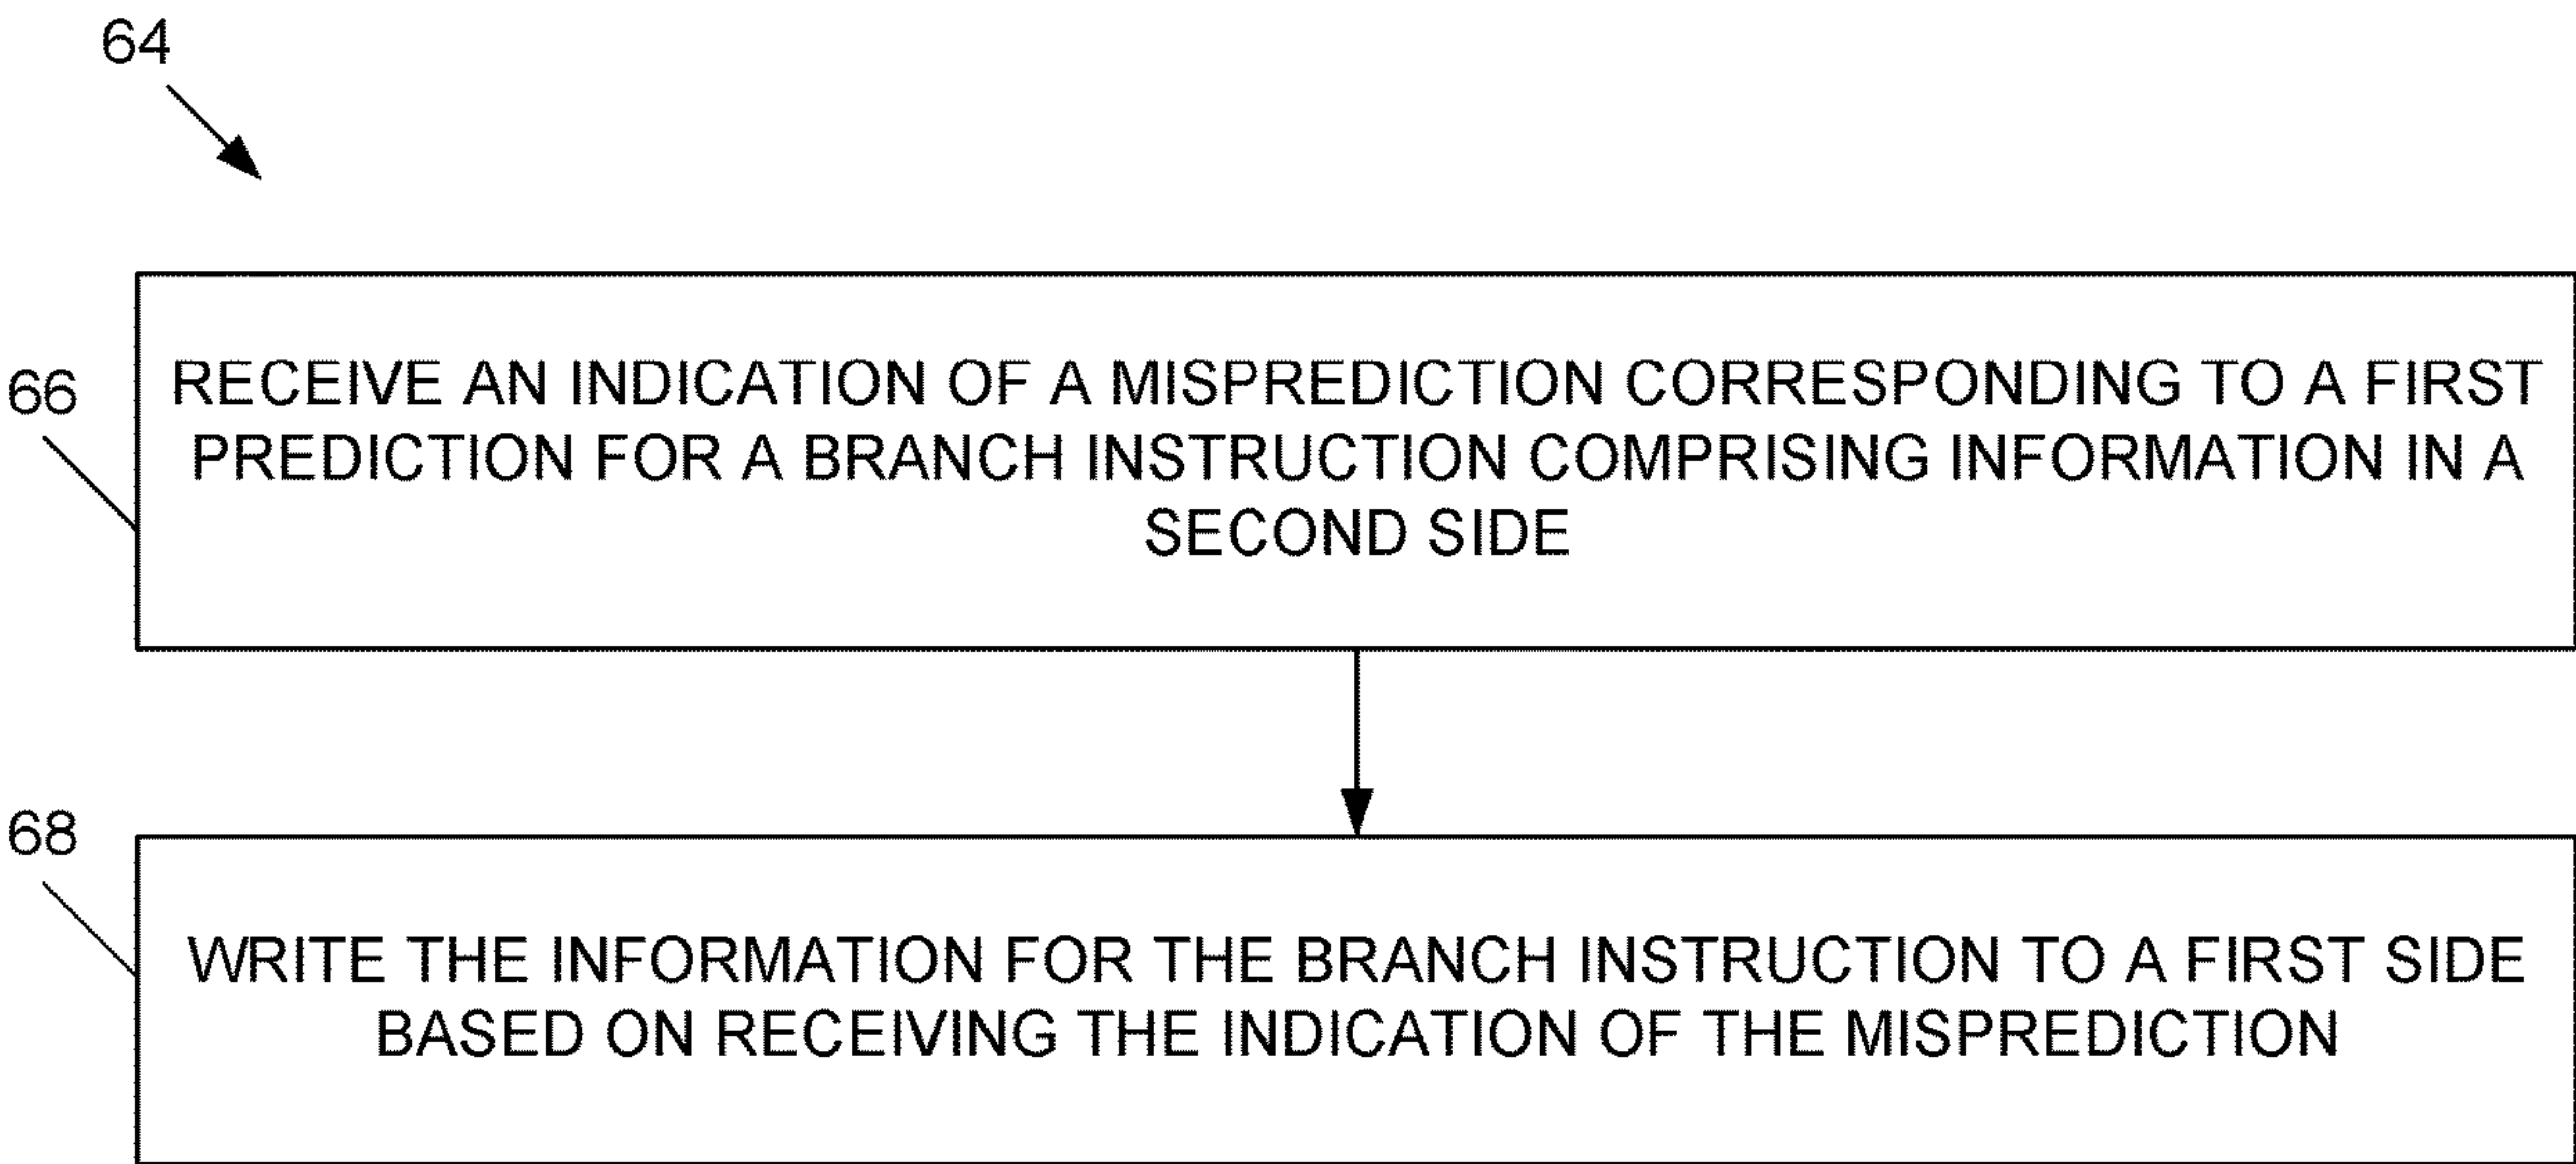 64
66
RECEIVE AN INDICATION OF A MISPREDICTION CORRESPONDING TO A FIRST
PREDICTION FOR A BRANCH INSTRUCTION COMPRISING INFORMATION IN A
SECOND SIDE
68
WRITE THE INFORMATION FOR THE BRANCH INSTRUCTION TO A FIRST SIDE
BASED ON RECEIVING THE INDICATION OF THE MISPREDICTION